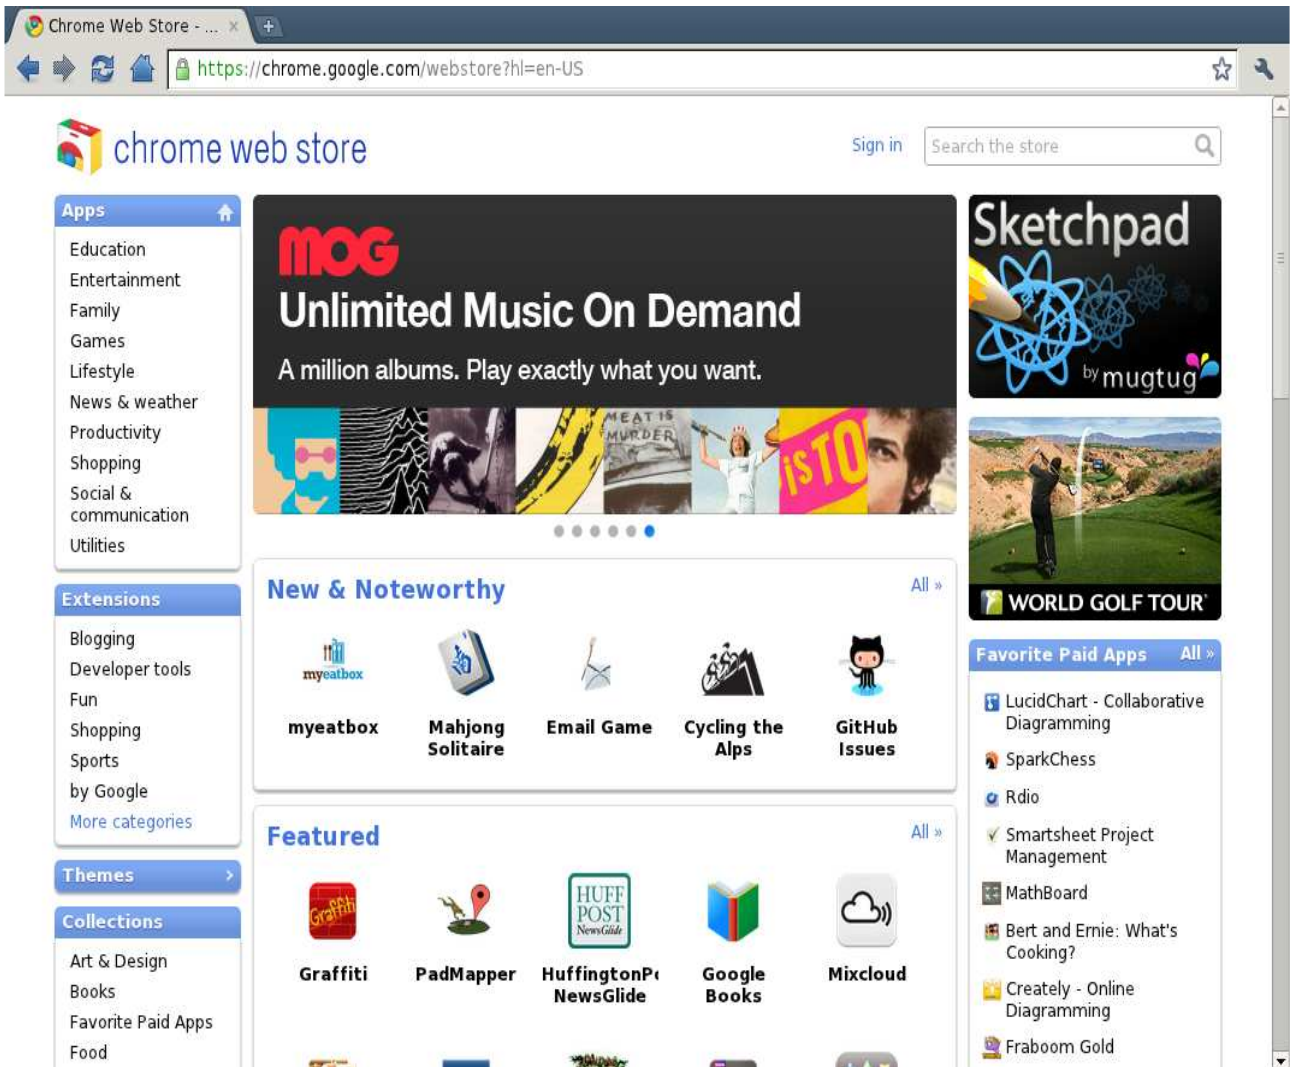 Chrome Web Store - ...
https://chrome.google.com/webstore?hl=en-US
chrome web store
Sign in
Search the store
Apps
Education
Entertainment
Family
Games
Lifestyle
News & weather
Productivity
Shopping
Social &
communication
Utilities
Extensions
Blogging
Developer tools
Fun
Shopping
Sports
by Google
More categories
Themes
Collections
Art & Design
Books
Favorite Paid Apps
Food
MOG
Unlimited Music On Demand
A million albums. Play exactly what you want.
MEAT IS
MURDER
isTO
New & Noteworthy
All »
myeatbox
myeatbox
Mahjong
Solitaire
Email Game
Cycling the
Alps
GitHub
Issues
Featured
All »
Graffiti
HUFF
POST
NewsGlide
Graffiti
PadMapper
HuffingtonPo
NewsGlide
Google
Books
Mixcloud
Sketchpad
by mugtug
WORLD GOLF TOUR
Favorite Paid Apps
All »
LucidChart - Collaborative
Diagramming
SparkChess
Rdio
Smartsheet Project
Management
MathBoard
Bert and Ernie: What's
Cooking?
Creately - Online
Diagramming
Fraboom Gold